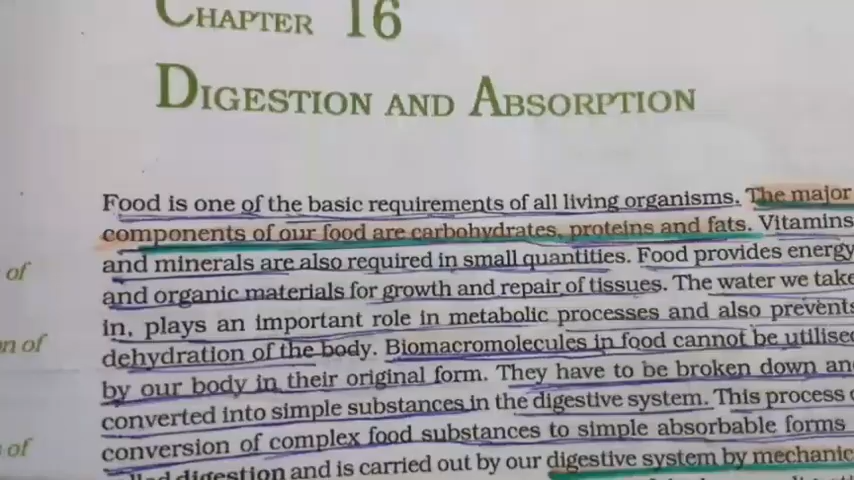 CHAPTER 16
DIGESTION AND ABSORPTION
Food is one of the basic requirements of all living organisms. The major
components of our food are carbohydrates, proteins and fats. Vitamins
and minerals are also required in small quantities. Food provides energy
of
and organic materials for growth and repair of tissues. The water we take
in, plays an important role in metabolic processes and also prevents
of
dehydration of the body. Biomacromolecules in food cannot be utilised
by our body in their original form. They have to be broken down
converted into simple substances in the digestive system. This process
of
conversion of complex food substances to simple absorbable forms
digestion and is carried out by our digestive system by